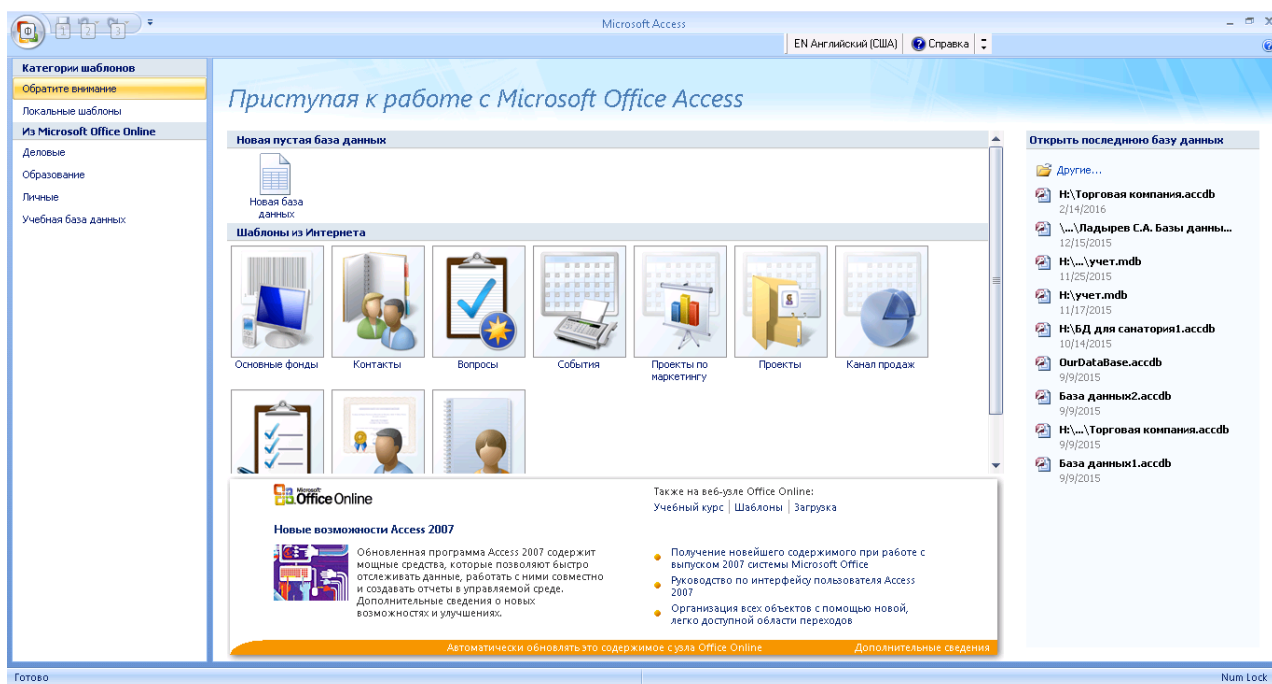 Microsoft Access
Ф
1
2
3
EN Английский (США)
Справка
Категории шаблонов
Обратите внимание
Локальные шаблоны
Из Microsoft Office Online
Деловые
Образование
Личные
Учебная база данных
Приступая к работе с Microsoft Office Access
Новая пустая база данных
Новая база
данных
Шаблоны из Интернета
Основные фонды
Контакты
Вопросы
События
Проекты по
маркетингу
Проекты
Канал продаж
Microsoft
Office Online
Новые возможности Access 2007
Обновленная программа Access 2007 содержит
мощные средства, которые позволяют быстро
отслеживать данные, работать с ними совместно
и создавать отчеты в управляемой среде.
Дополнительные сведения о новых
возможностях и улучшениях.
Также на веб-узле Office Online:
Учебный курс | Шаблоны | Загрузка
Получение новейшего содержимого при работе с
выпуском 2007 системы Microsoft Office
Руководство по интерфейсу пользователя Access
2007
Организация всех объектов с помощью новой,
легко доступной области переходов
Автоматически обновлять это содержимое с узла Office Online
Дополнительные сведения
Открыть последнюю базу данных
Другие...
H:\Торговая компания.accdb
2/14/2016
\...\Ладырев С.А. Базы данны...
12/15/2015
H:\...\учет.mdb
11/25/2015
H:\учет.mdb
11/17/2015
H:\БД для санатория1.accdb
10/14/2015
OurDataBase.accdb
9/9/2015
База данных2.accdb
9/9/2015
H:\...\Торговая компания.accdb
9/9/2015
База данных1.accdb
9/9/2015
Готово
Num Lock